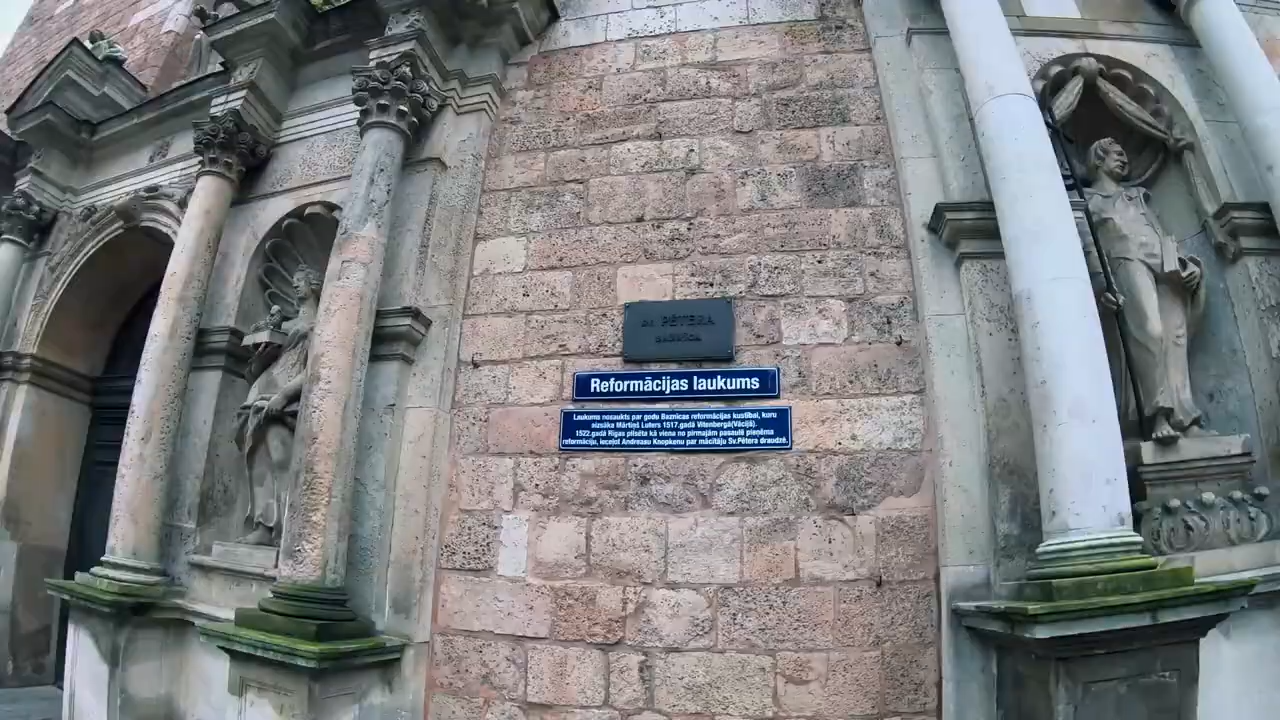 Sv. PĒTERA
BAZNĪCA
Reformācijas laukums
Laukums nosaukts par godu Baznīcas reformācijas kustībai, kuru
aizsāka Mārtiņš Luters 1517.gadā Vitenbergā(Vācijā).
1522.gadā Rīgas pilsēta kā viena no pirmajām pasaulē pieņēma
reformāciju, ieceļot Andreasu Knopkenu par mācītāju Sv.Pētera draudzē.